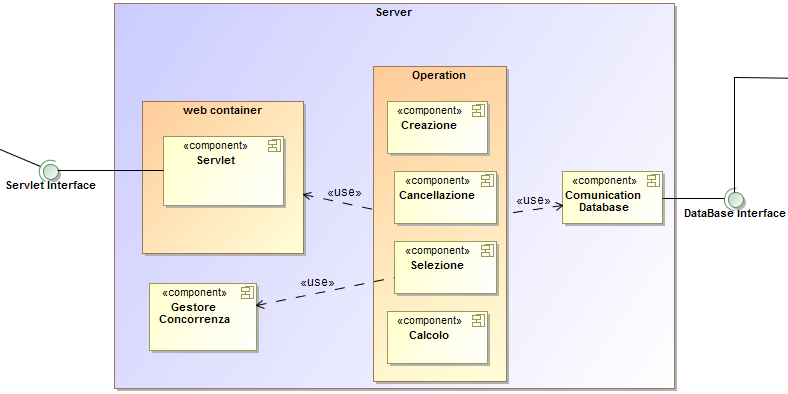 Server
Operation
web container
«component»
Servlet
Servlet Interface
«component»
Creazione
«component»
Cancellazione
«component»
Selezione
«component»
Calcolo
«use»
«use»
«use»
«component»
Gestore
Concorrenza
«component»
Comunication
Database
DataBase Interface